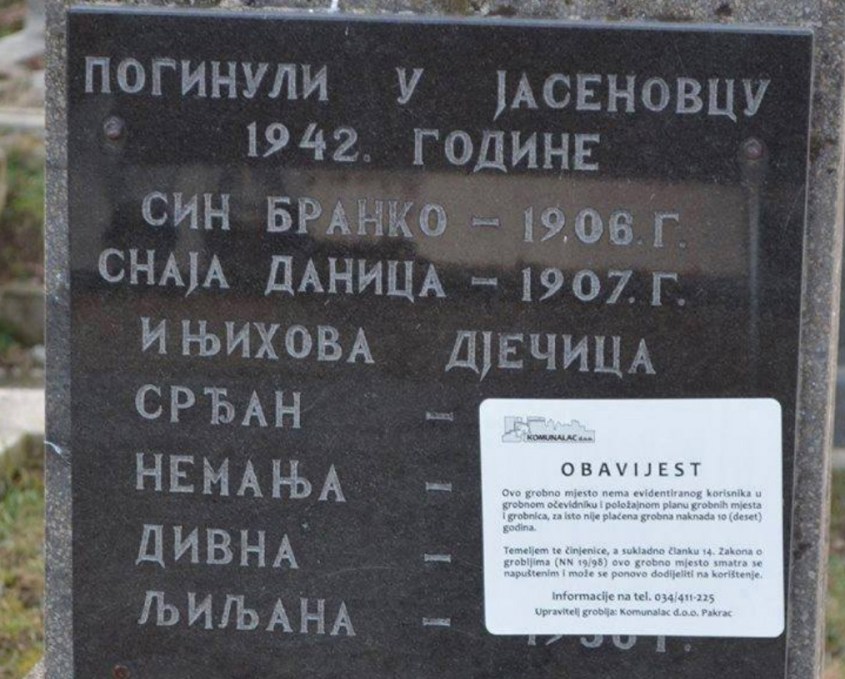 ПОГИНУЛИ У ЈАСЕНОВЦУ
1942. ГОДИНЕ
СИН БРАНКО – 1906. Г.
СНАЈА ДАНИЦА – 1907. Г.
И ЊИХОВА ДЈЕЧИЦА
СРЂАН –
НЕМАЊА –
ДИВНА –
ЉИЉАНА –
KOMUNALAC d.o.o.
OBAVIJEST
Ovo grobno mjesto nema evidentiranog korisnika u
grobnom očevidniku i položajnom planu grobnih mjesta
i grobnica, za isto nije plaćena grobna naknada 10 (deset)
godina.
Temeljem te činjenice, a sukladno članku 14. Zakona o
grobljima (NN 19/98) ovo grobno mjesto smatra se
napuštenim i može se ponovo dodijeliti na korištenje.
Informacije na tel. 034/411-225
Upravitelj groblja: Komunalac d.o.o. Pakrac